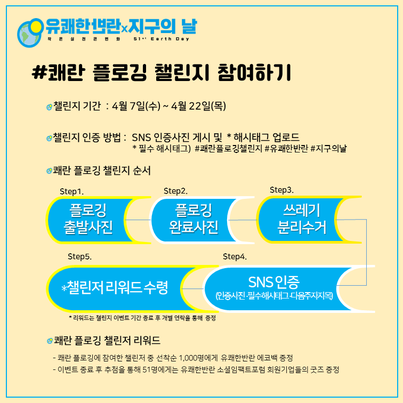 유쾌한반란X지구의 날
작은실천큰변화 51st Earth Day
#쾌란 플로깅 챌린지 참여하기
챌린지 기간 : 4월 7일(수) ~ 4월 22일(목)
챌린지 인증 방법 : SNS 인증사진 게시 및 * 해시태그 업로드
* 필수 해시태그) #쾌란플로깅챌린지 #유쾌한반란 #지구의날
쾌란 플로깅 챌린지 순서
Step1. Step2. Step3.
플로깅 플로깅 쓰레기
출발사진 완료사진 분리수거
Step5. Step4.
*챌린저 리워드 수령 SNS 인증
(인증사진·필수해시태그·다음주자지목)
* 리워드는 챌린지 이벤트 기간 종료 후 개별 연락을 통해 증정
쾌란 플로깅 챌린저 리워드
- 쾌란 플로깅에 참여한 챌린저 중 선착순 1,000명에게 유쾌한반란 에코백 증정
- 이벤트 종료 후 추첨을 통해 51명에게는 유쾌한반란 소셜임팩트포럼 회원기업들의 굿즈 증정